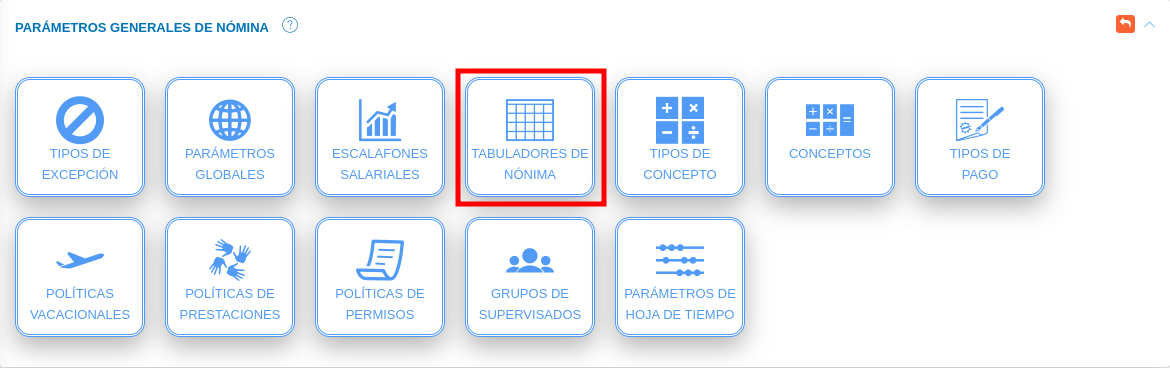 PARÁMETROS GENERALES DE NÓMINA ?
TIPOS DE
EXCEPCIÓN
PARÁMETROS
GLOBALES
ESCALAFONES
SALARIALES
TABULADORES DE
NÓNIMA
TIPOS DE
CONCEPTO
CONCEPTOS
TIPOS DE
PAGO
POLÍTICAS
VACACIONALES
POLÍTICAS DE
PRESTACIONES
POLÍTICAS DE
PERMISOS
GRUPOS DE
SUPERVISADOS
PARÁMETROS DE
HOJA DE TIEMPO